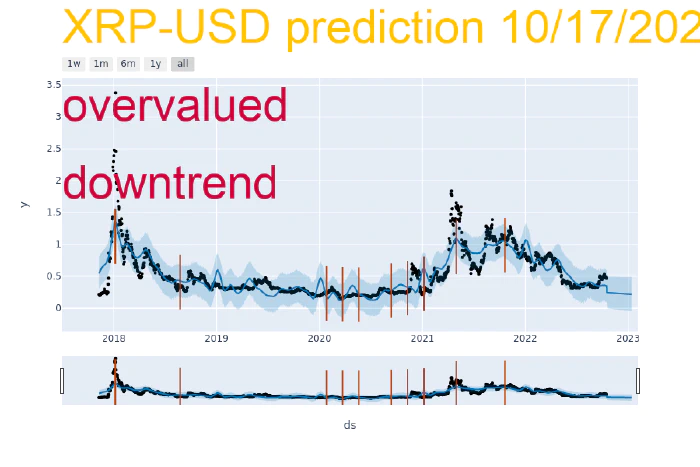 XRP-USD prediction 10/17/202
1w 1m 6m 1y all
3.5
overvalued
3
2.5
downtrend
2
1.5
y
1
0.5
0
2018 2019 2020 2021 2022 2023
ds